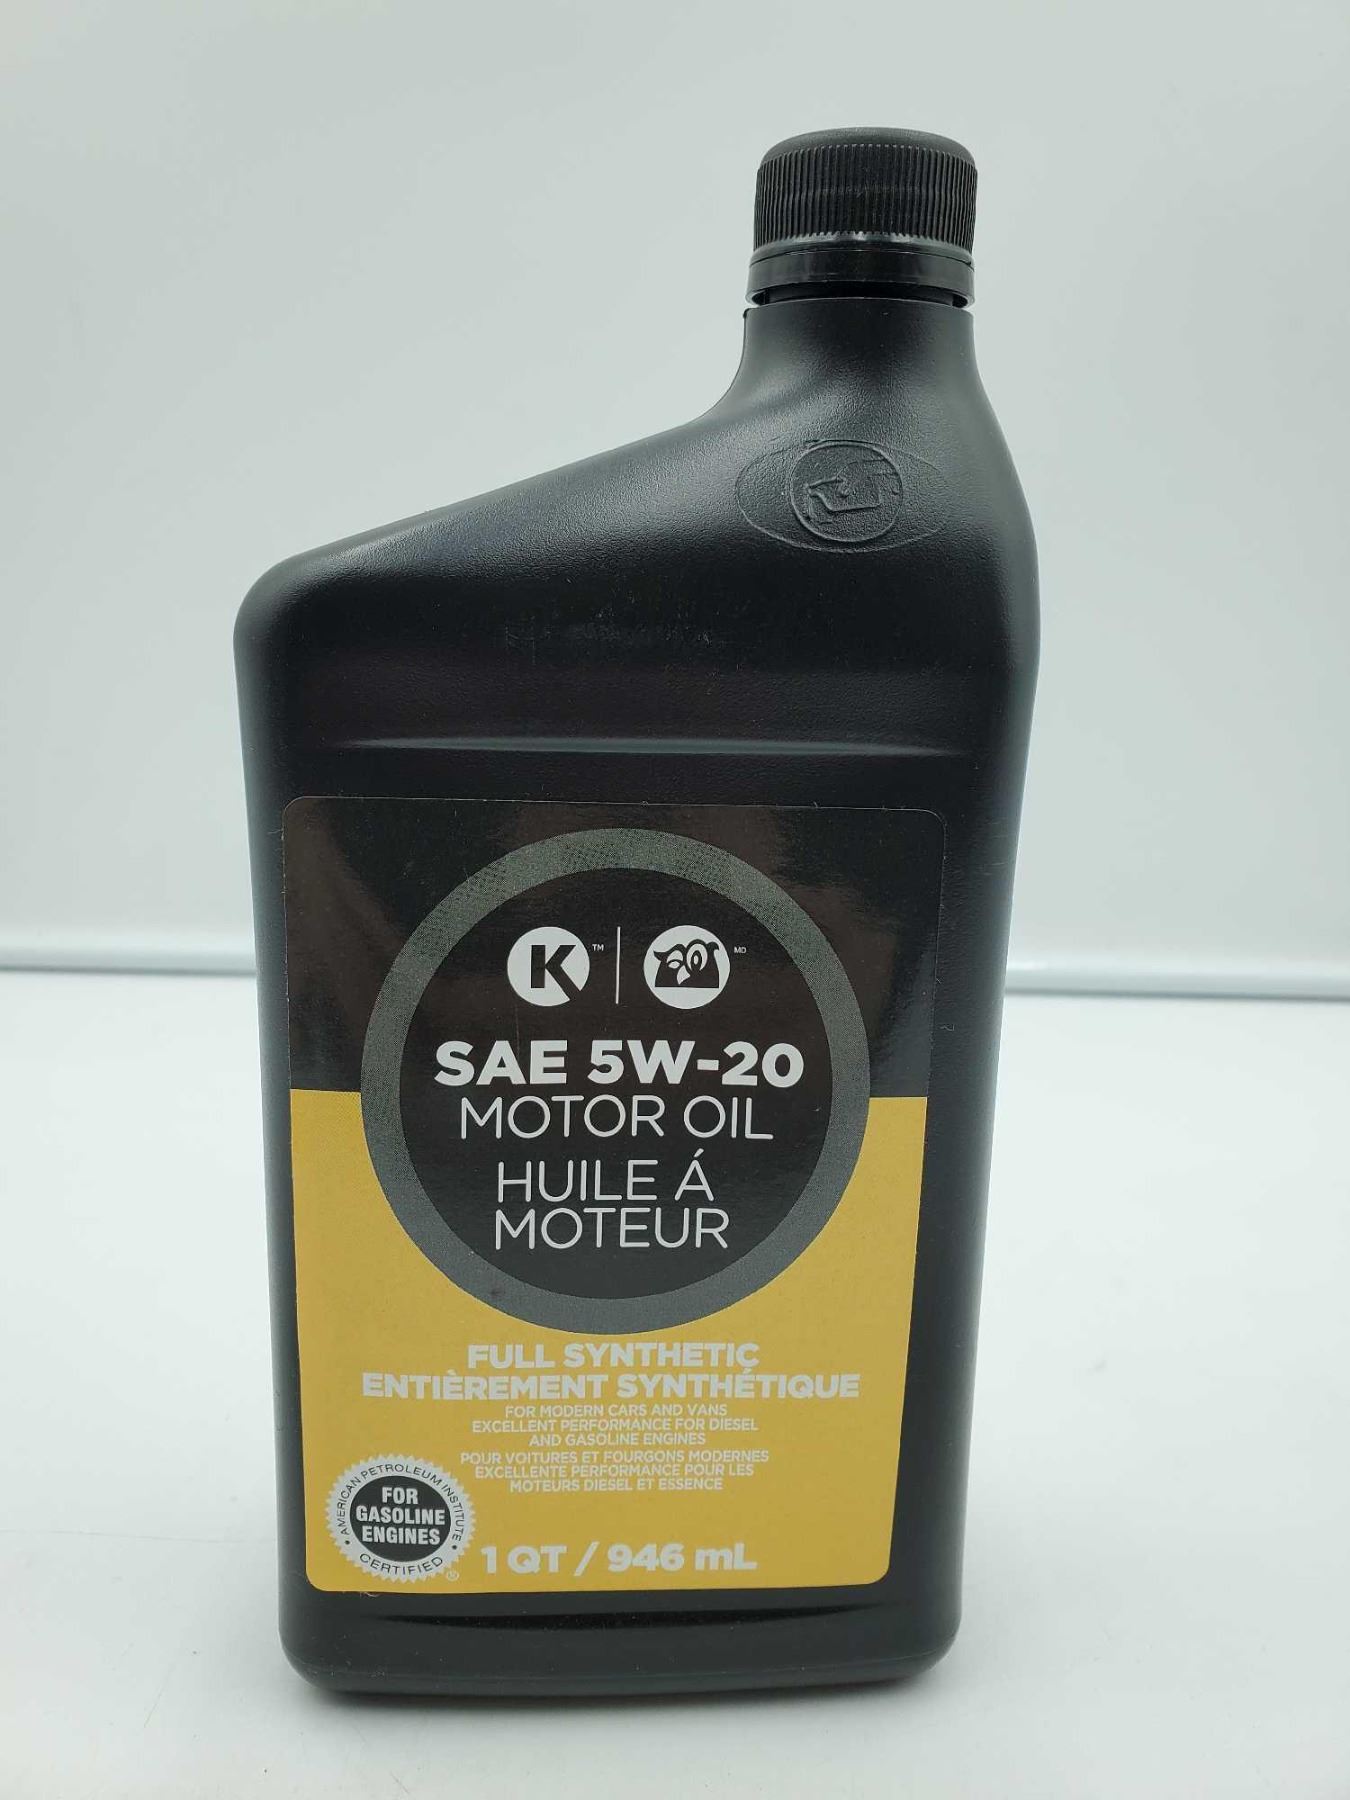 K™ MD
SAE 5W-20
MOTOR OIL
HUILE Á
MOTEUR
FULL SYNTHETIC
ENTIÈREMENT SYNTHÉTIQUE
FOR MODERN CARS AND VANS
EXCELLENT PERFORMANCE FOR DIESEL
AND GASOLINE ENGINES
POUR VOITURES ET FOURGONS MODERNES
EXCELLENTE PERFORMANCE POUR LES
MOTEURS DIESEL ET ESSENCE
AMERICAN PETROLEUM INSTITUTE
FOR
GASOLINE
ENGINES
CERTIFIED ®
1 QT / 946 mL